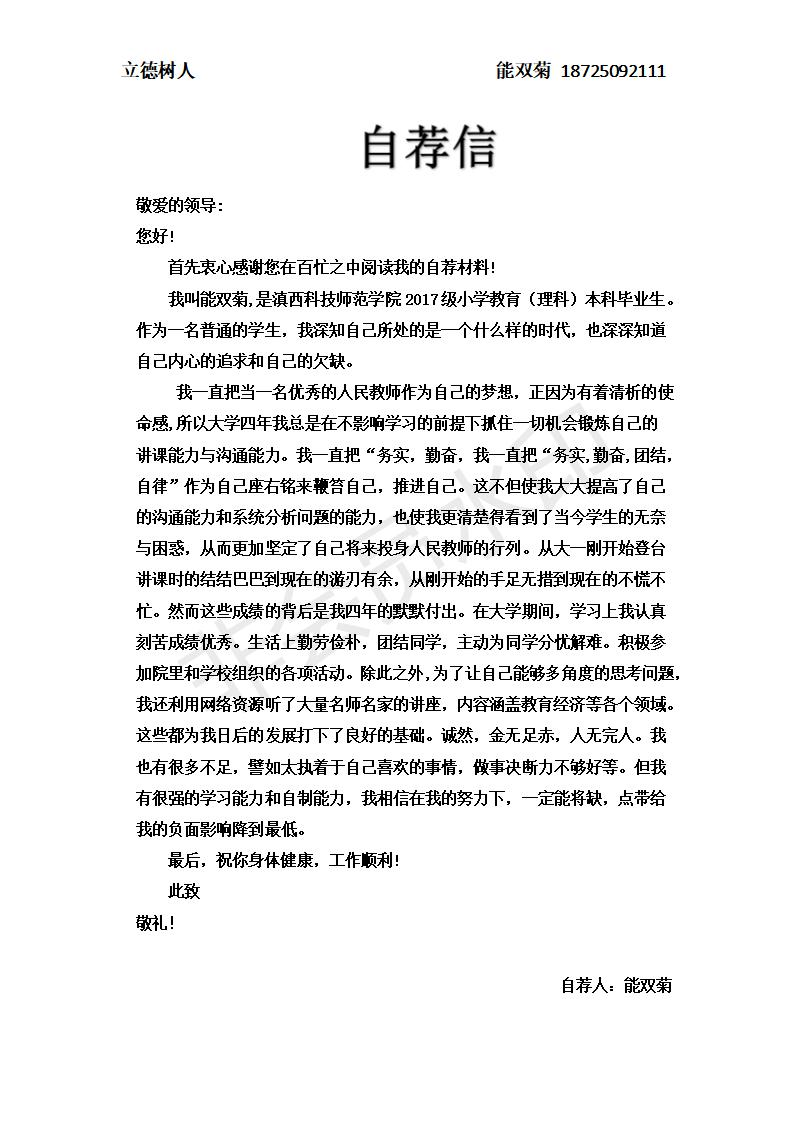 立德树人 能双菊 18725092111
自荐信
敬爱的领导:
您好!
首先衷心感谢您在百忙之中阅读我的自荐材料!
我叫能双菊,是滇西科技师范学院2017级小学教育（理科）本科毕业生。
作为一名普通的学生，我深知自己所处的是一个什么样的时代，也深深知道
自己内心的追求和自己的欠缺。
我一直把当一名优秀的人民教师作为自己的梦想，正因为有着清析的使
命感,所以大学四年我总是在不影响学习的前提下抓住一切机会锻炼自己的
讲课能力与沟通能力。我一直把“务实，勤奋，我一直把“务实,勤奋,团结，
自律”作为自己座右铭来鞭笞自己，推进自己。这不但使我大大提高了自己
的沟通能力和系统分析问题的能力，也使我更清楚得看到了当今学生的无奈
与困惑，从而更加坚定了自己将来投身人民教师的行列。从大一刚开始登台
讲课时的结结巴巴到现在的游刃有余，从刚开始的手足无措到现在的不慌不
忙。然而这些成绩的背后是我四年的默默付出。在大学期间，学习上我认真
刻苦成绩优秀。生活上勤劳俭朴，团结同学，主动为同学分忧解难。积极参
加院里和学校组织的各项活动。除此之外,为了让自己能够多角度的思考问题，
我还利用网络资源听了大量名师名家的讲座，内容涵盖教育经济等各个领域。
这些都为我日后的发展打下了良好的基础。诚然，金无足赤，人无完人。我
也有很多不足，譬如太执着于自己喜欢的事情，做事决断力不够好等。但我
有很强的学习能力和自制能力，我相信在我的努力下，一定能将缺，点带给
我的负面影响降到最低。
最后，祝你身体健康，工作顺利!
此致
敬礼!
自荐人：能双菊
非会员水印